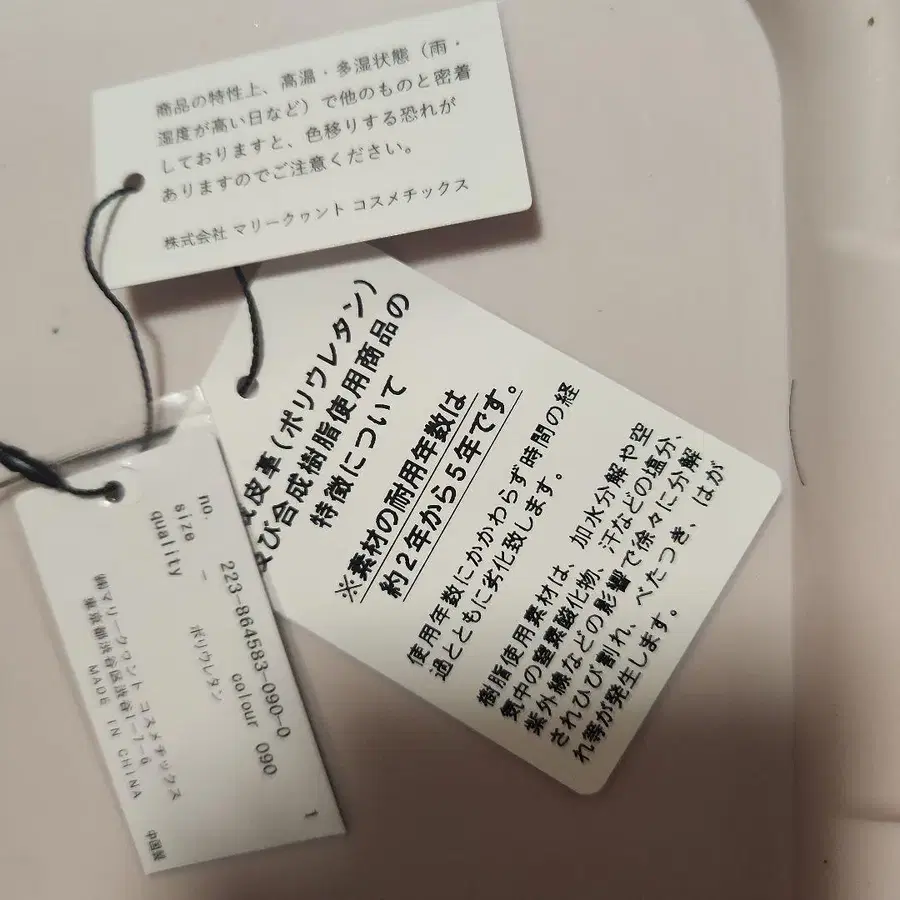 商品の特性上、高温・多湿状態（雨・
湿度が高い日など）で他のものと密着
しておりますと、色移りする恐れが
ありますのでご注意ください。
株式会社 マリークヮント コスメチックス
皮革（ポリウレタン）
び合成樹脂使用商品の
特徴について
※素材の耐用年数は
約２年から５年です。
使用年数にかかわらず時間の経
過とともに劣化致します。
樹脂使用素材は、加水分解や空
気中の窒素酸化物、汗などの塩分、
紫外線などの影響で徐々に分解
されひび割れ、べたつき、はが
れ等が発生します。
no. 223-864583-090-0
size － colour 090
quality ポリウレタン
1
㈱マリークヮント コスメチックス
東京都渋谷区渋谷1-7-6
MADE IN CHINA
中国製